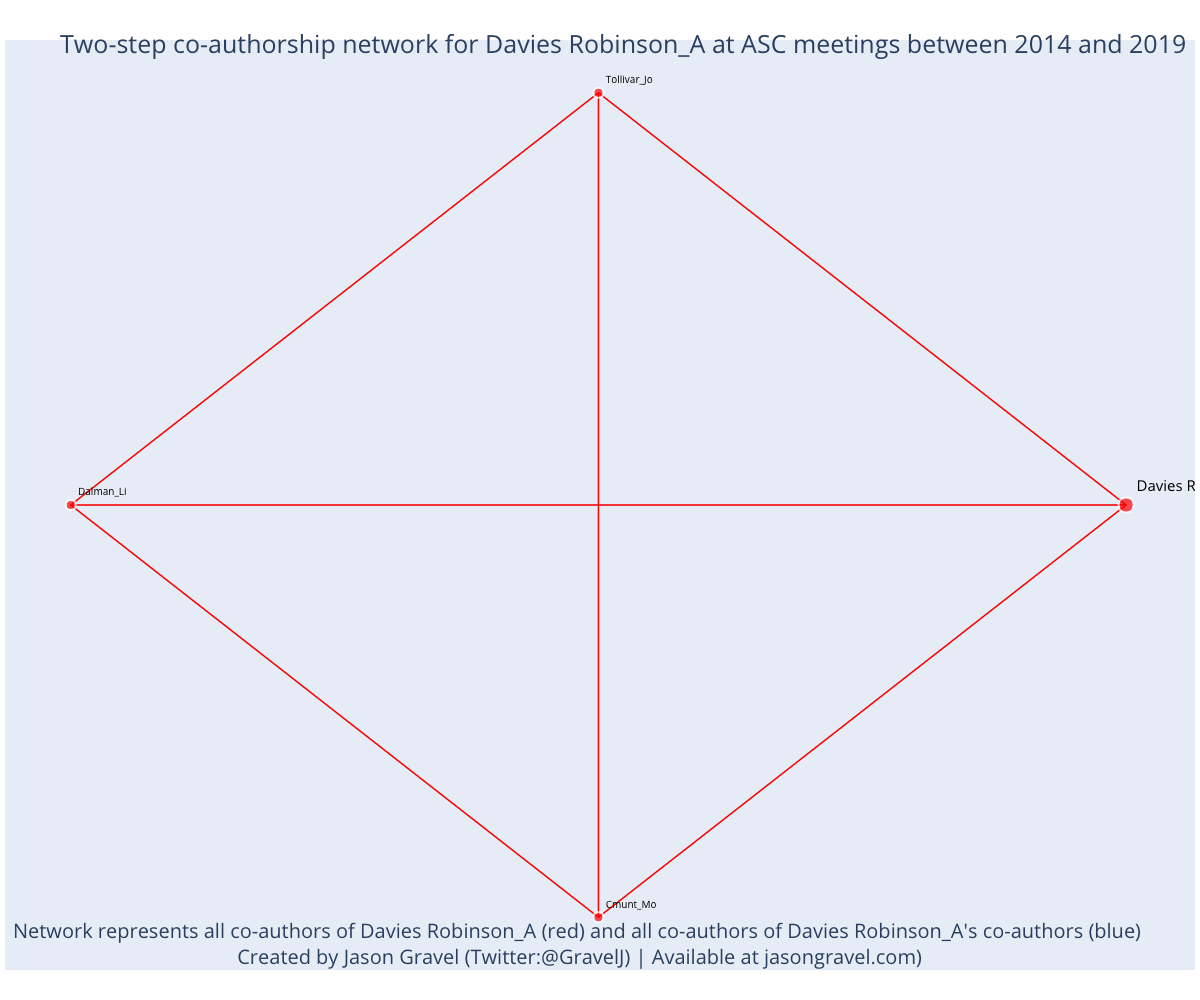 Two-step co-authorship network for Davies Robinson_A at ASC meetings between 2014 and 2019
Tollivar_Jo
Dalman_Li
Davies R
Cmunt_Mo
Network represents all co-authors of Davies Robinson_A (red) and all co-authors of Davies Robinson_A's co-authors (blue)
Created by Jason Gravel (Twitter:@GravelJ) | Available at jasongravel.com)